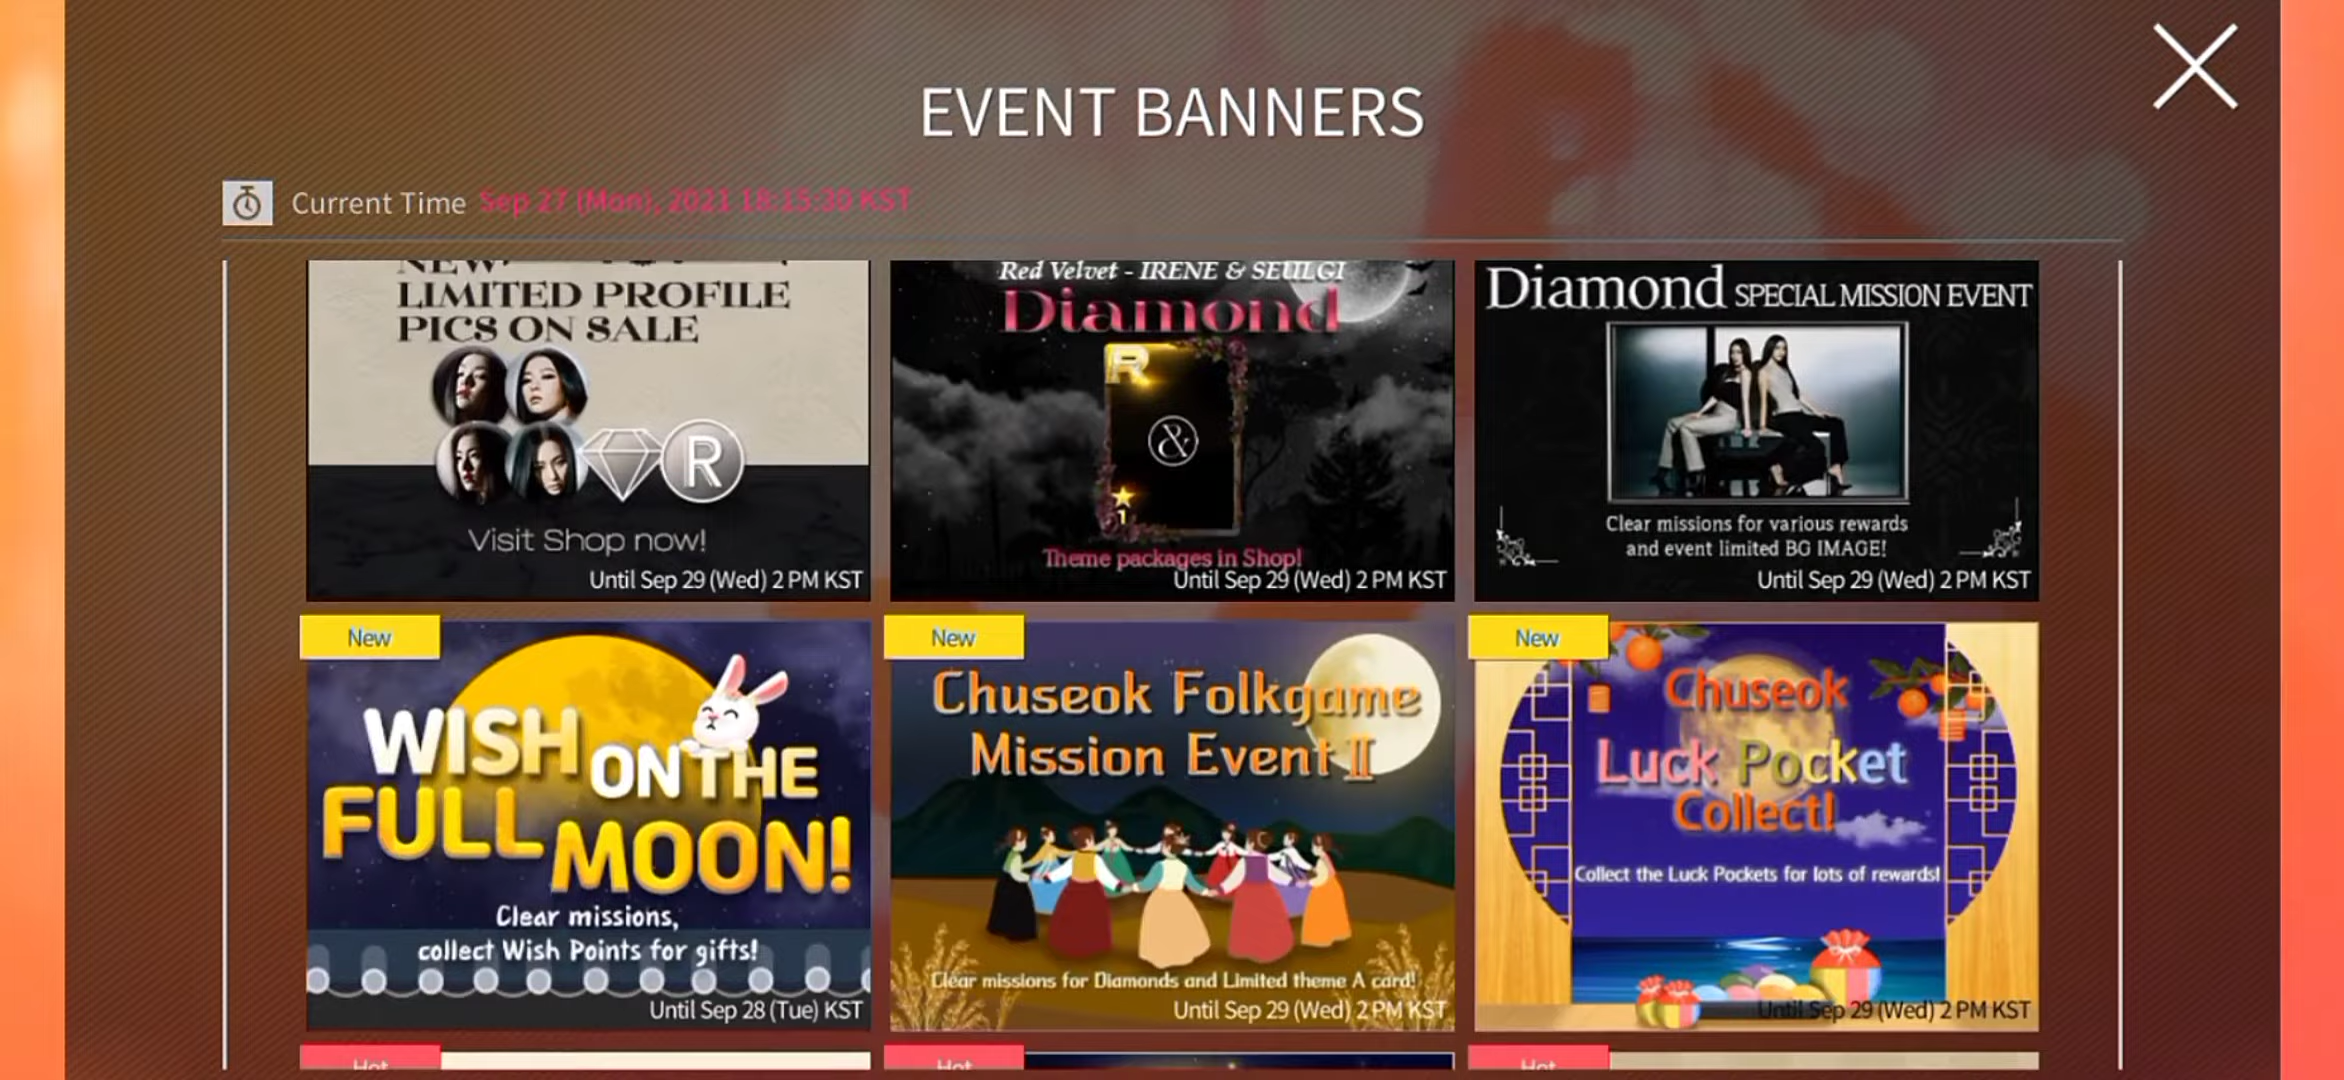 EVENT BANNERS
Current Time Sep 27 (Mon), 2021 18:15:30 KST
NEW
LIMITED PROFILE
PICS ON SALE
R
Visit Shop now!
Until Sep 29 (Wed) 2 PM KST
Red Velvet - IRENE & SEULGI
Diamond
R
&
1
Theme packages in Shop!
Until Sep 29 (Wed) 2 PM KST
Diamond SPECIAL MISSION EVENT
Clear missions for various rewards
and event limited BG IMAGE!
Until Sep 29 (Wed) 2 PM KST
New
WISH ON THE
FULL MOON!
Clear missions,
collect Wish Points for gifts!
Until Sep 28 (Tue) KST
New
Chuseok Folkgame
Mission Event II
Clear missions for Diamonds and Limited theme A card!
Until Sep 29 (Wed) 2 PM KST
New
Chuseok
Luck Pocket
Collect!
Collect the Luck Pockets for lots of rewards!
Until Sep 29 (Wed) 2 PM KST
Hot
Hot
Hot